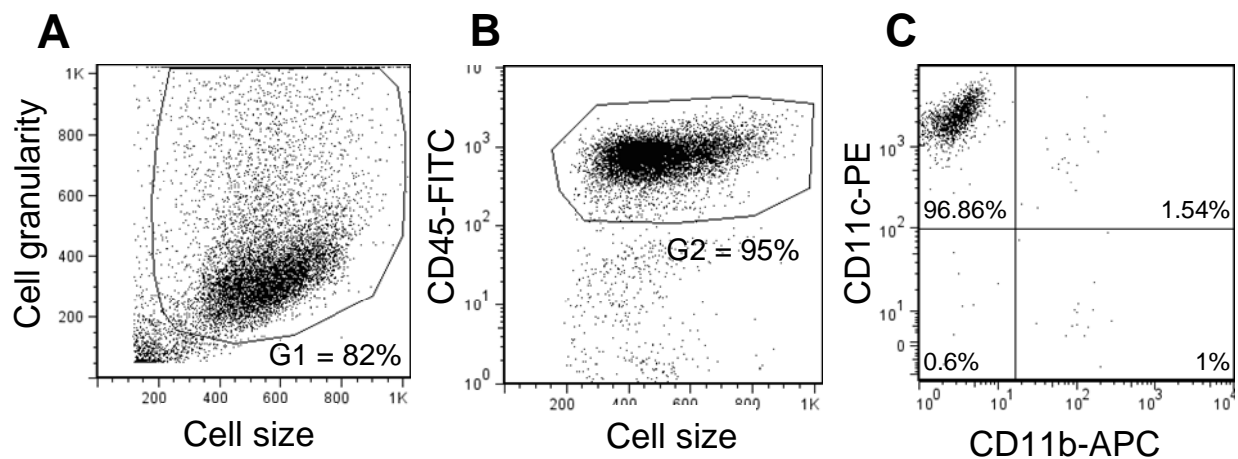 A
Cell granularity
1K
800
600
400
200
G1 = 82%
200 400 600 800 1K
Cell size
B
CD45-FITC
10
10³
10²
10¹
10⁰
G2 = 95%
200 400 600 800 1K
Cell size
C
CD11c-PE
10³
10²
10¹
0
96.86% 1.54%
0.6% 1%
10⁰ 10¹ 10² 10³ 10⁴
CD11b-APC